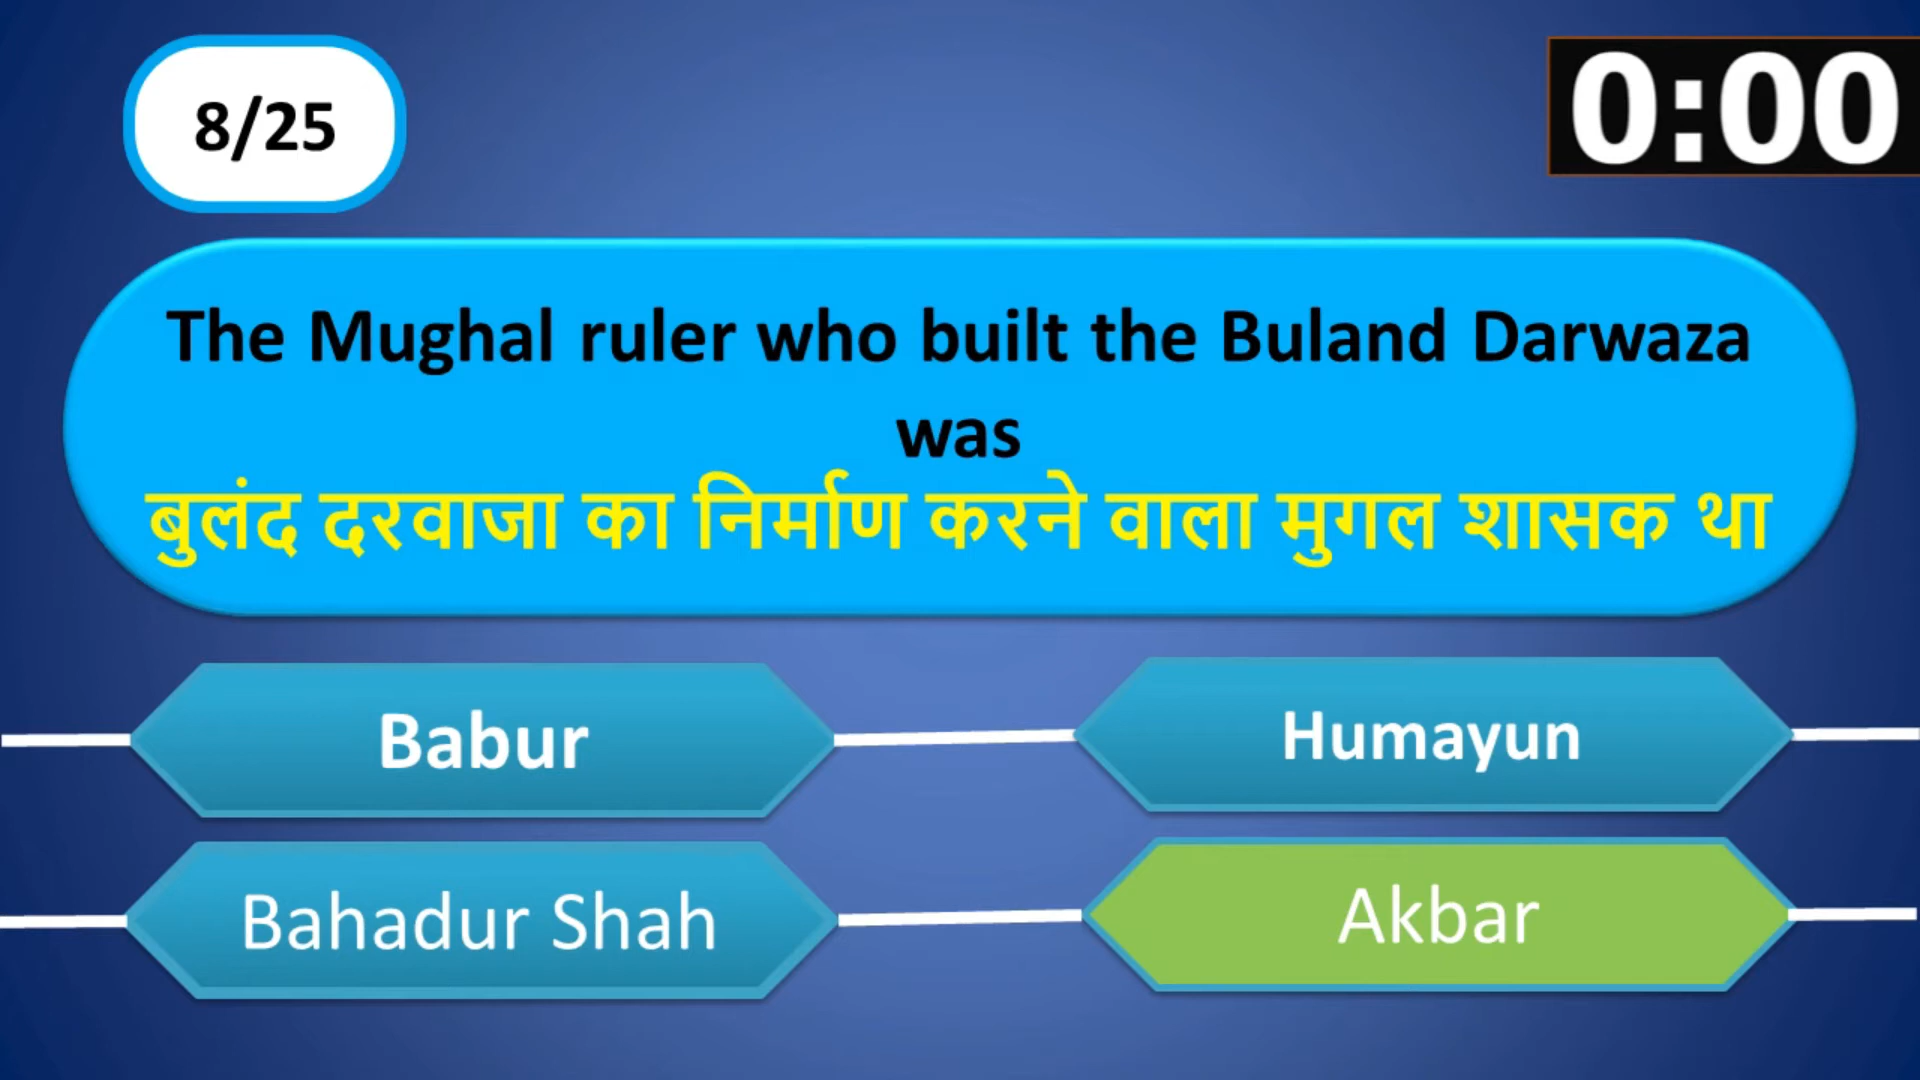 8/25
0:00
The Mughal ruler who built the Buland Darwaza
was
बुलंद दरवाजा का निर्माण करने वाला मुगल शासक था
Babur
Humayun
Bahadur Shah
Akbar